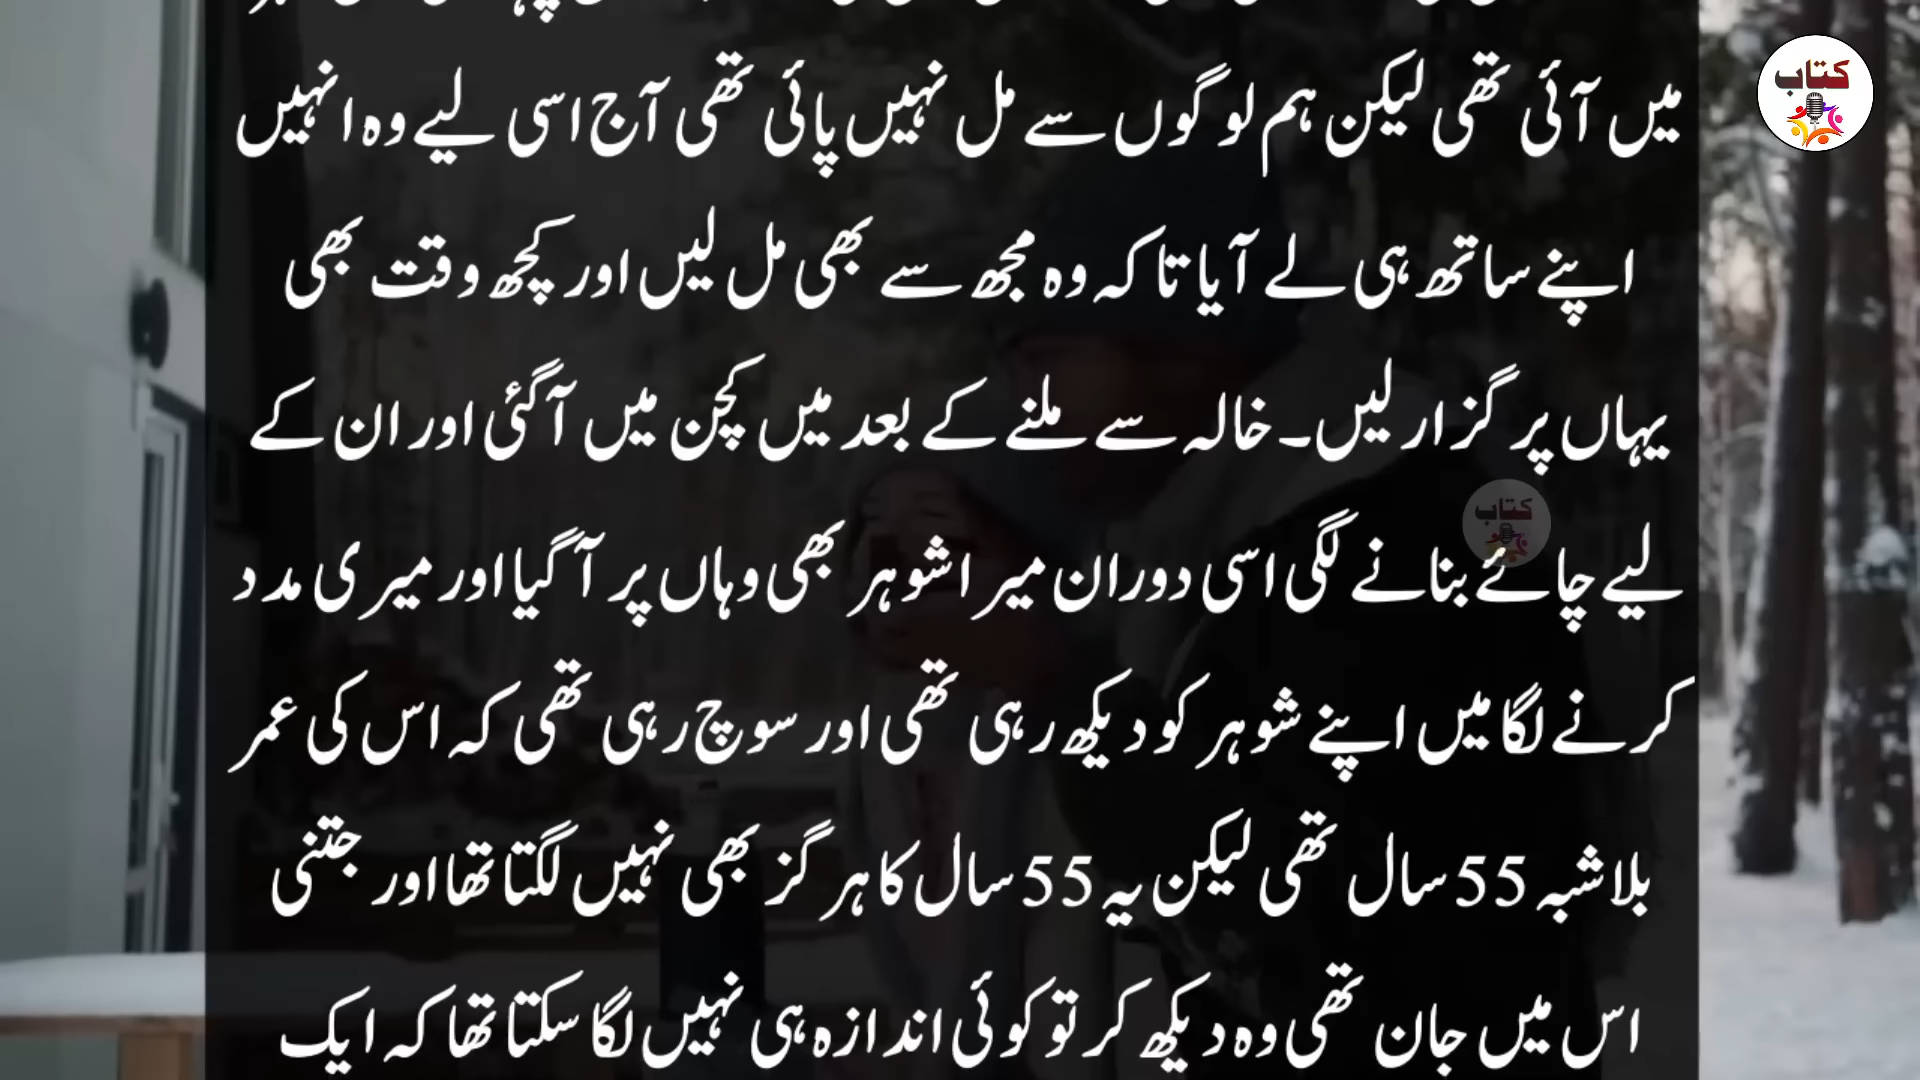 میں آئی تھی لیکن ہم لوگوں سے مل نہیں پائی تھی آج اسی لیے وہ انہیں
اپنے ساتھ ہی لے آیا تاکہ وہ مجھ سے بھی مل لیں اور کچھ وقت بھی
یہاں پر گزار لیں۔ خالہ سے ملنے کے بعد میں کچن میں آگئی اور ان کے
لیے چائے بنانے لگی اسی دوران میرا شوہر بھی وہاں پر آگیا اور میری مدد
کرنے لگا میں اپنے شوہر کو دیکھ رہی تھی اور سوچ رہی تھی کہ اس کی عمر
بلاشبہ 55 سال تھی لیکن یہ 55 سال کا ہرگز بھی نہیں لگتا تھا اور جتنی
اس میں جان تھی وہ دیکھ کر تو کوئی اندازہ ہی نہیں لگا سکتا تھا کہ ایک
کتاب
کتاب